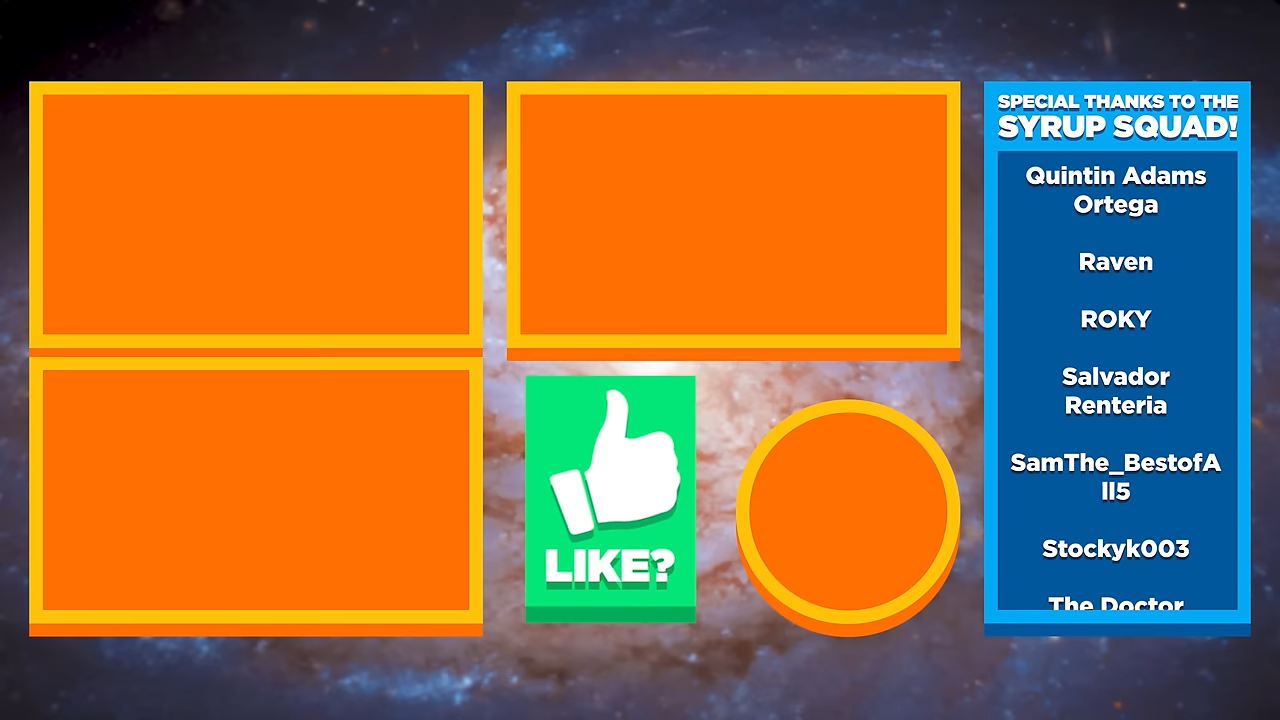 SPECIAL THANKS TO THE
SYRUP SQUAD!
Quintin Adams
Ortega
Raven
ROKY
Salvador
Renteria
SamThe_BestofA
ll5
Stockyk003
The Doctor
LIKE?